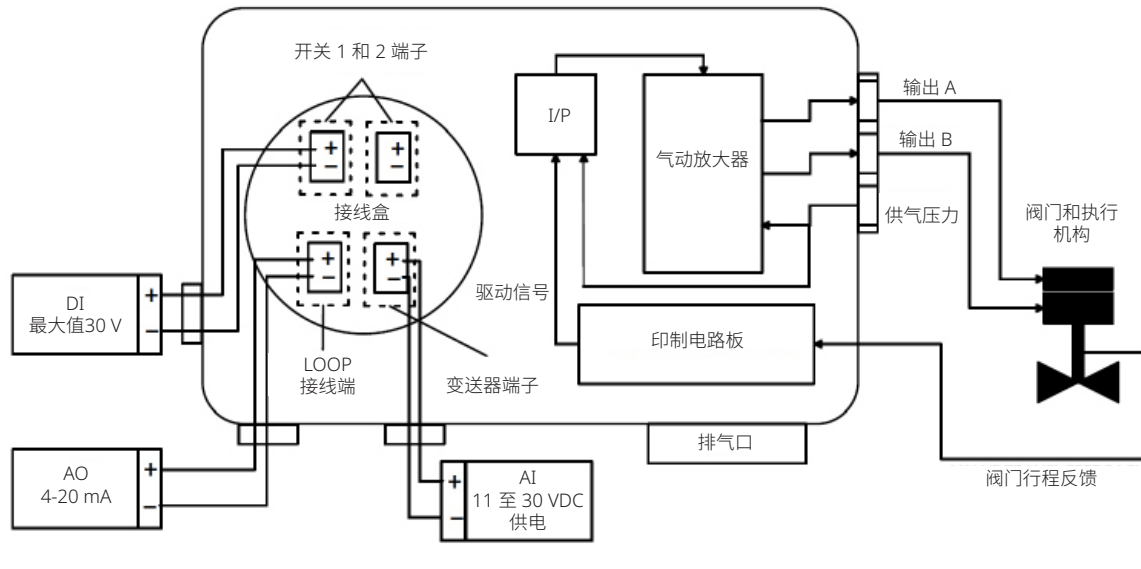 开关 1 和 2 端子
+
−
+
−
接线盒
+
−
+
−
LOOP
接线端
变送器端子
I/P
气动放大器
驱动信号
印制电路板
输出 A
输出 B
供气压力
阀门和执行
机构
排气口
阀门行程反馈
DI
最大值30 V
+
−
AO
4-20 mA
+
−
+
−
AI
11 至 30 VDC
供电